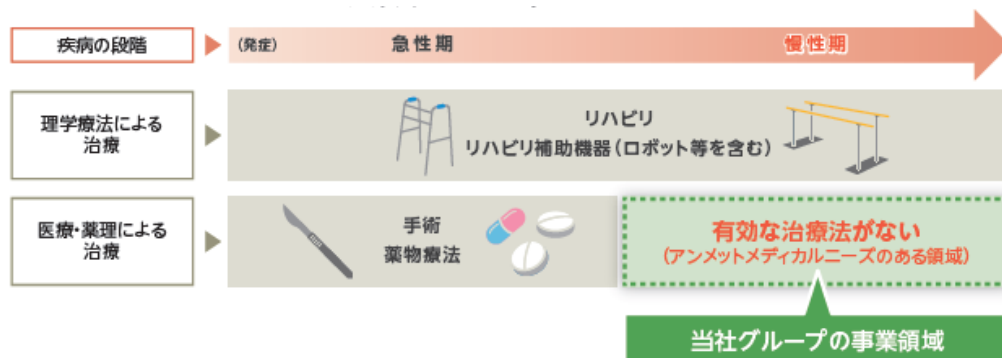 疾病の段階
(発症)
急性期
慢性期
理学療法による
治療
リハビリ
リハビリ補助機器(ロボット等を含む)
医療・薬理による
治療
手術
薬物療法
有効な治療法がない
(アンメットメディカルニーズのある領域)
当社グループの事業領域